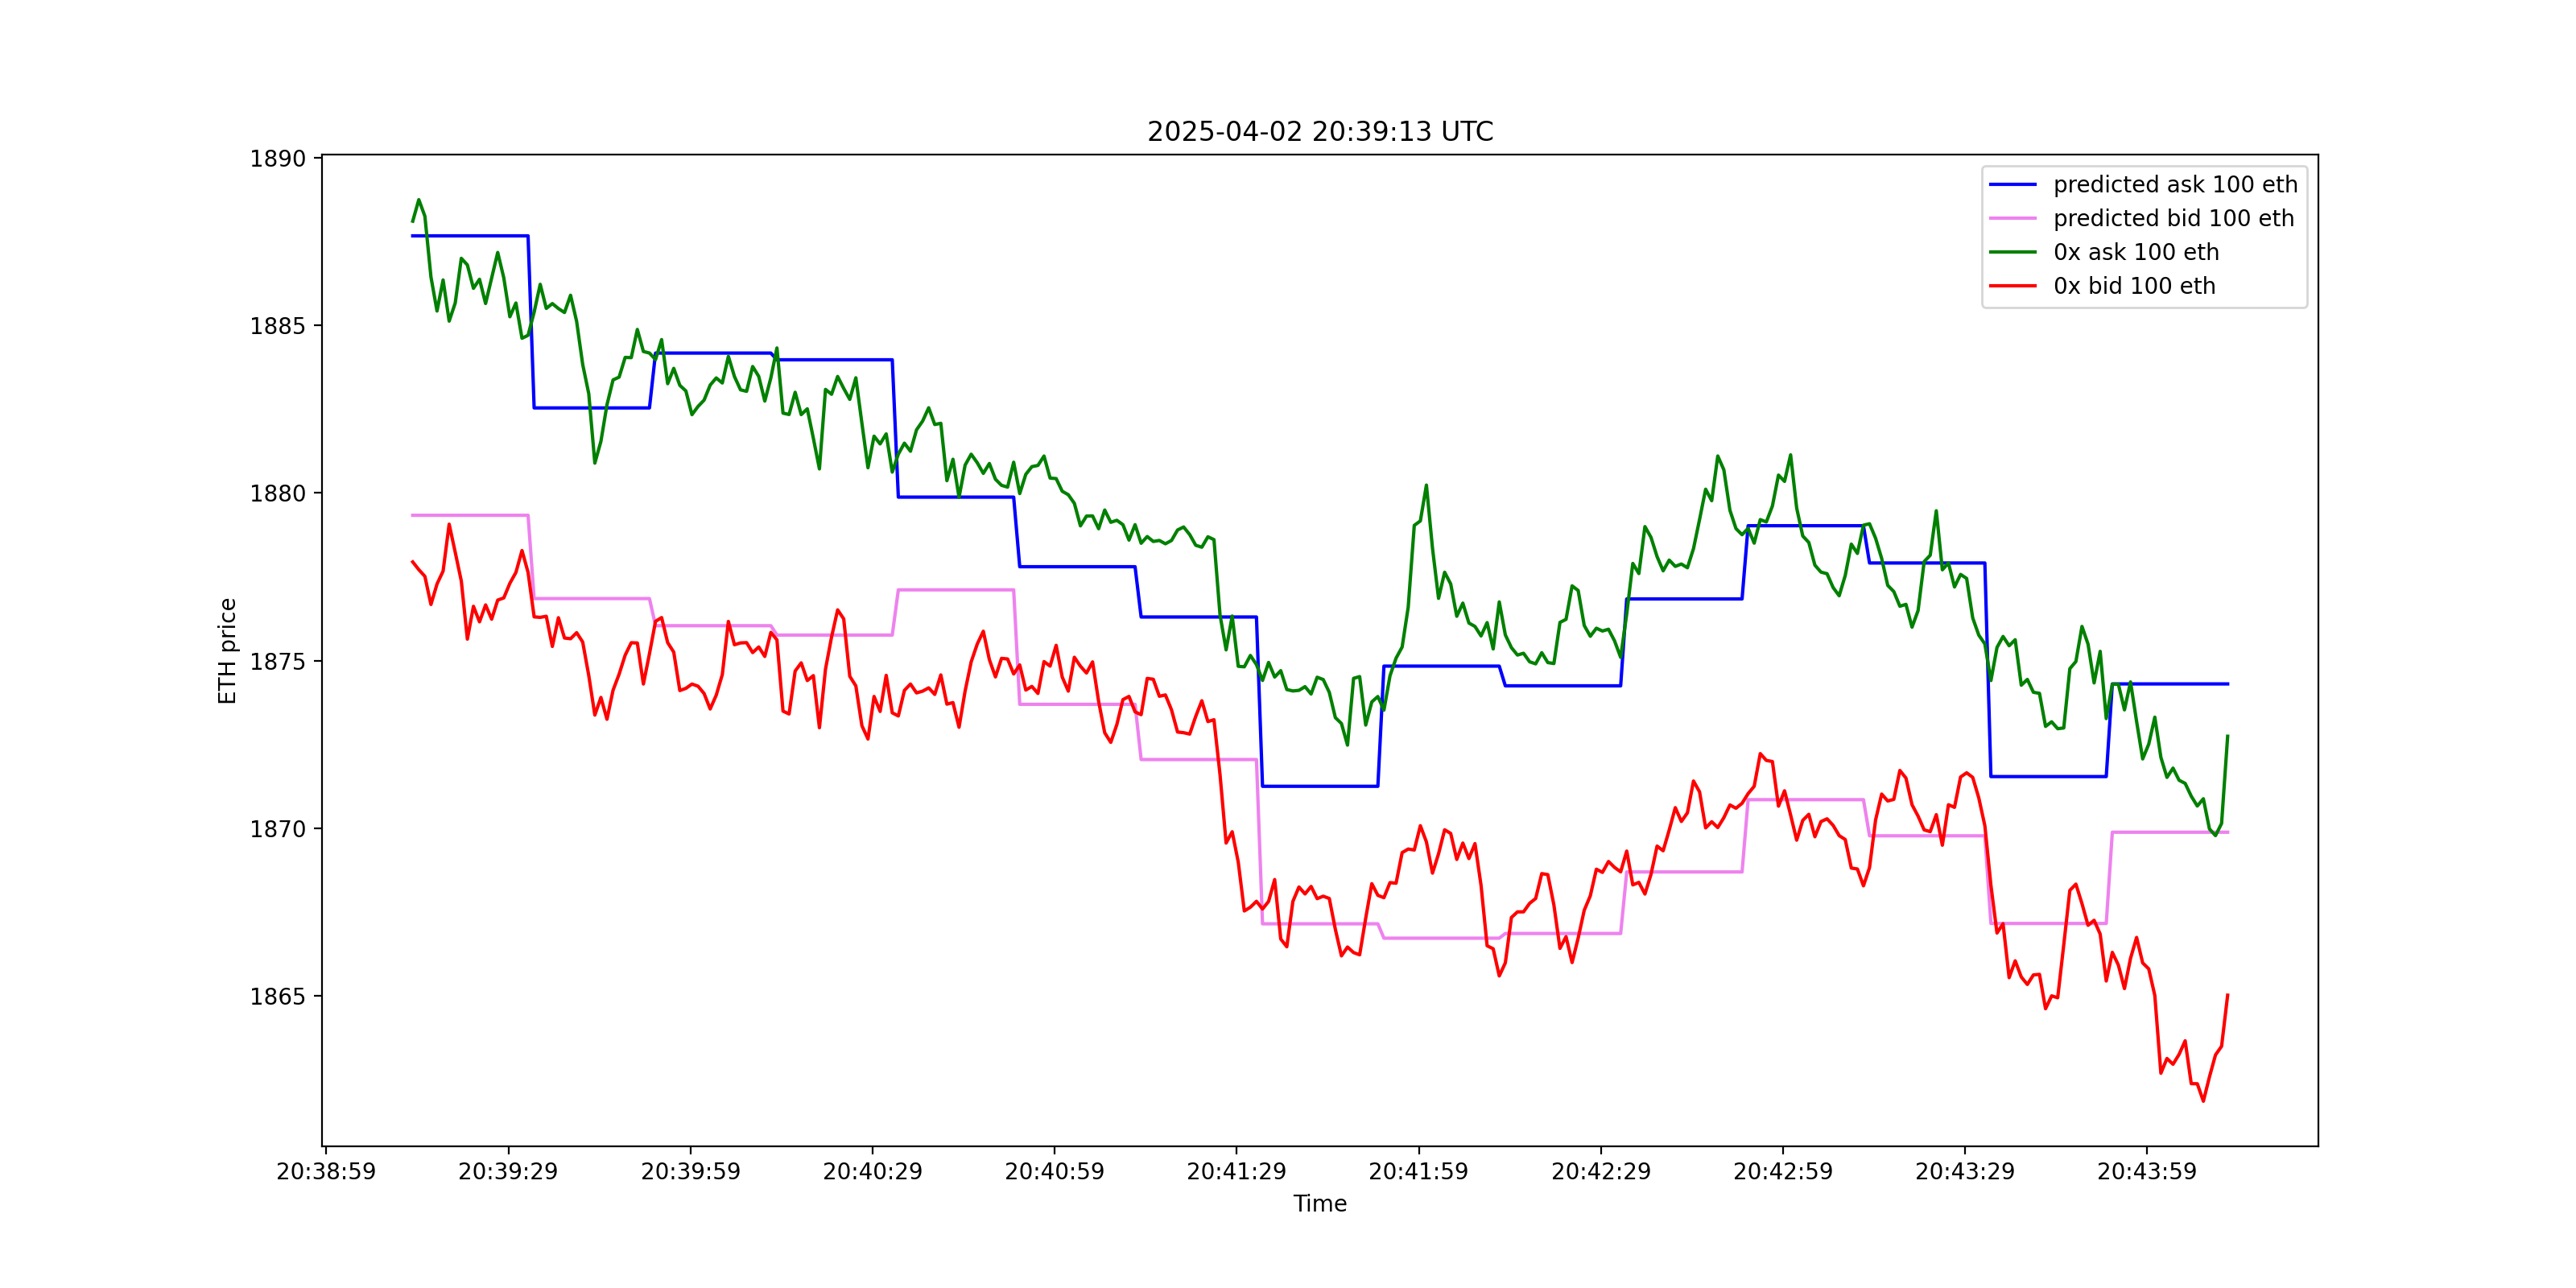 2025-04-02 20:39:13 UTC
predicted ask 100 eth
predicted bid 100 eth
0x ask 100 eth
0x bid 100 eth
ETH price
1890
1885
1880
1875
1870
1865
20:38:59 20:39:29 20:39:59 20:40:29 20:40:59 20:41:29 20:41:59 20:42:29 20:42:59 20:43:29 20:43:59
Time